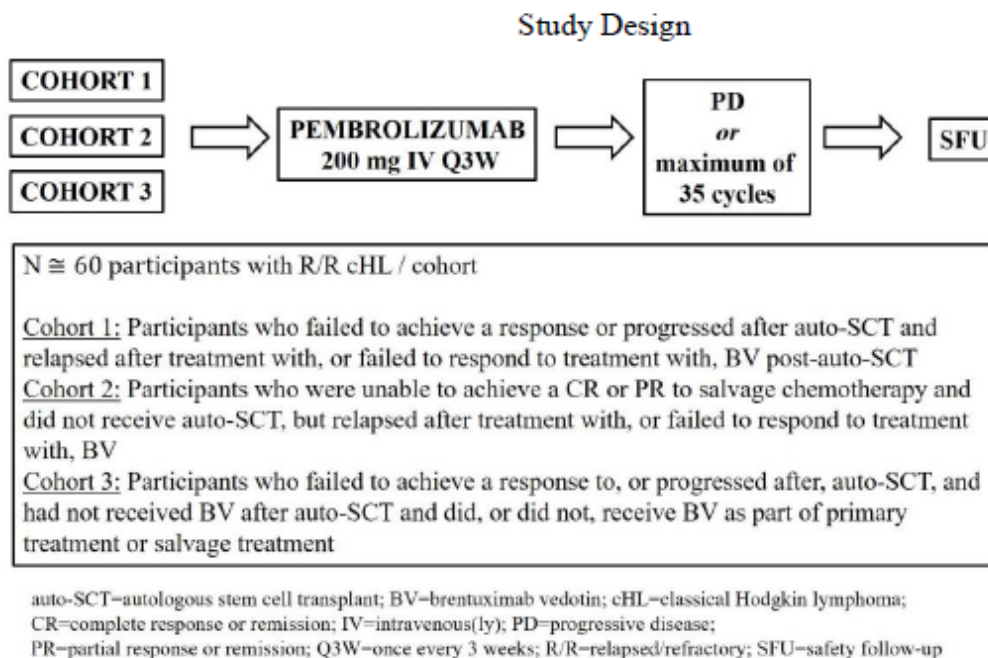 Study Design
COHORT 1
COHORT 2
COHORT 3
PEMBROLIZUMAB
200 mg IV Q3W
PD
or
maximum of
35 cycles
SFU
N ≅ 60 participants with R/R cHL / cohort
Cohort 1: Participants who failed to achieve a response or progressed after auto-SCT and
relapsed after treatment with, or failed to respond to treatment with, BV post-auto-SCT
Cohort 2: Participants who were unable to achieve a CR or PR to salvage chemotherapy and
did not receive auto-SCT, but relapsed after treatment with, or failed to respond to treatment
with, BV
Cohort 3: Participants who failed to achieve a response to, or progressed after, auto-SCT, and
had not received BV after auto-SCT and did, or did not, receive BV as part of primary
treatment or salvage treatment
auto-SCT=autologous stem cell transplant; BV=brentuximab vedotin; cHL=classical Hodgkin lymphoma;
CR=complete response or remission; IV=intravenous(ly); PD=progressive disease;
PR=partial response or remission; Q3W=once every 3 weeks; R/R=relapsed/refractory; SFU=safety follow-up